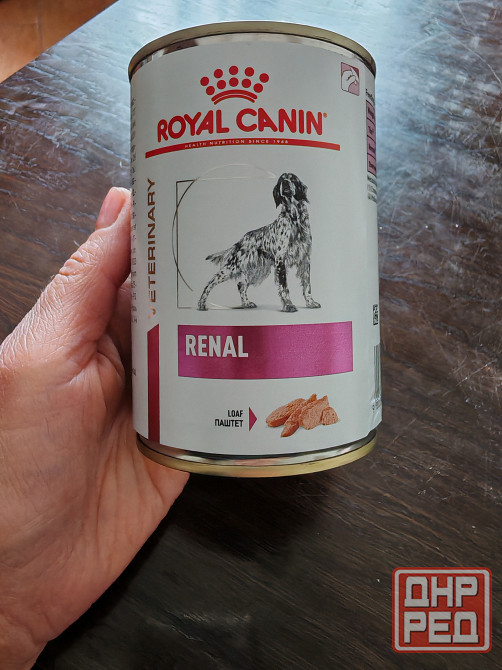 ROYAL CANIN
HEALTH NUTRITION SINCE 1968
VETERINARY
RENAL
LOAF
ПАШТЕТ
ДНР
РЕД